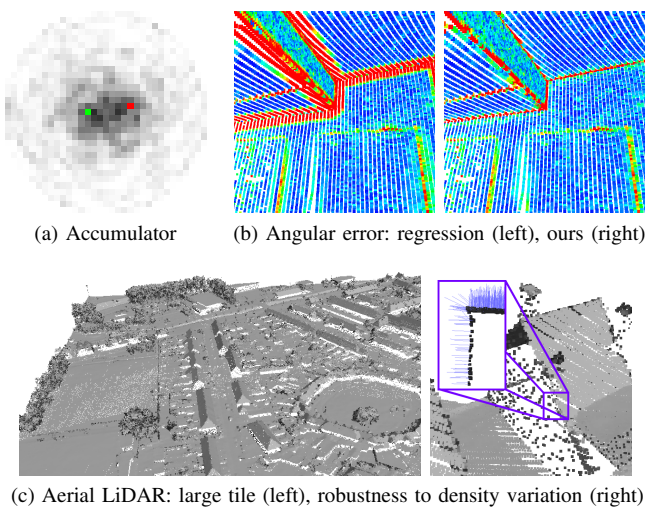 (a) Accumulator
(b) Angular error: regression (left), ours (right)
(c) Aerial LiDAR: large tile (left), robustness to density variation (right)